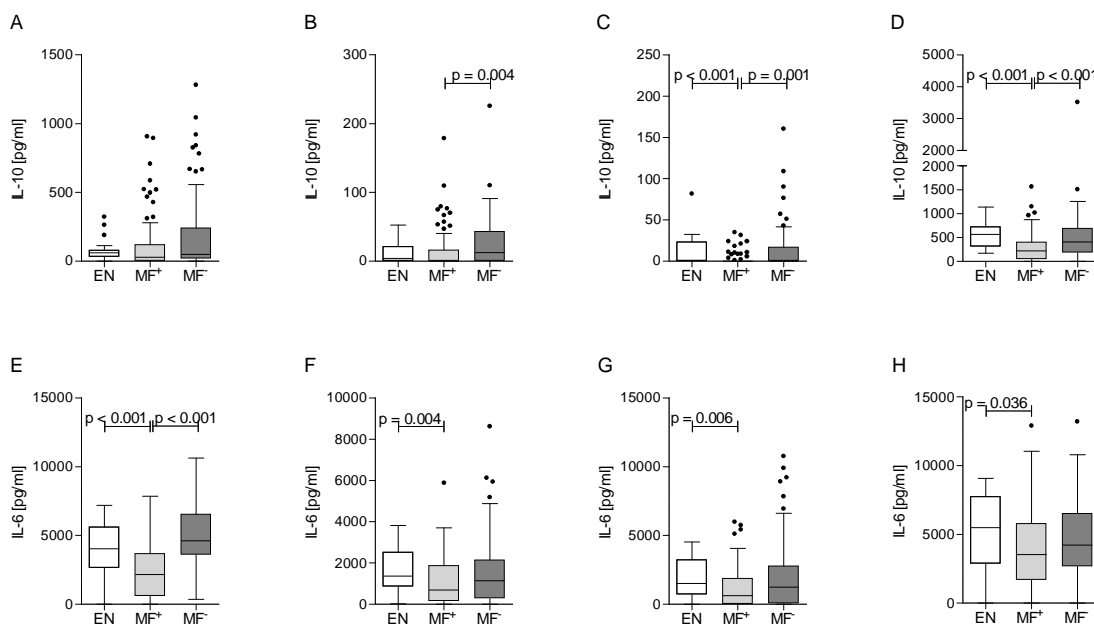 A
IL-10 [pg/ml]
1500
1000
500
0
EN MF⁺ MF⁻
B
IL-10 [pg/ml]
300
200
100
0
p = 0.004
EN MF⁺ MF⁻
C
IL-10 [pg/ml]
250
200
150
100
50
0
p < 0.001 p = 0.001
EN MF⁺ MF⁻
D
IL-10 [pg/ml]
5000
4000
3000
2000
2000
1500
1000
500
0
p < 0.001 p < 0.001
EN MF⁺ MF⁻
E
IL-6 [pg/ml]
15000
10000
5000
0
p < 0.001 p < 0.001
EN MF⁺ MF⁻
F
IL-6 [pg/ml]
10000
8000
6000
4000
2000
0
p = 0.004
EN MF⁺ MF⁻
G
IL-6 [pg/ml]
15000
10000
5000
0
p = 0.006
EN MF⁺ MF⁻
H
IL-6 [pg/ml]
15000
10000
5000
0
p = 0.036
EN MF⁺ MF⁻